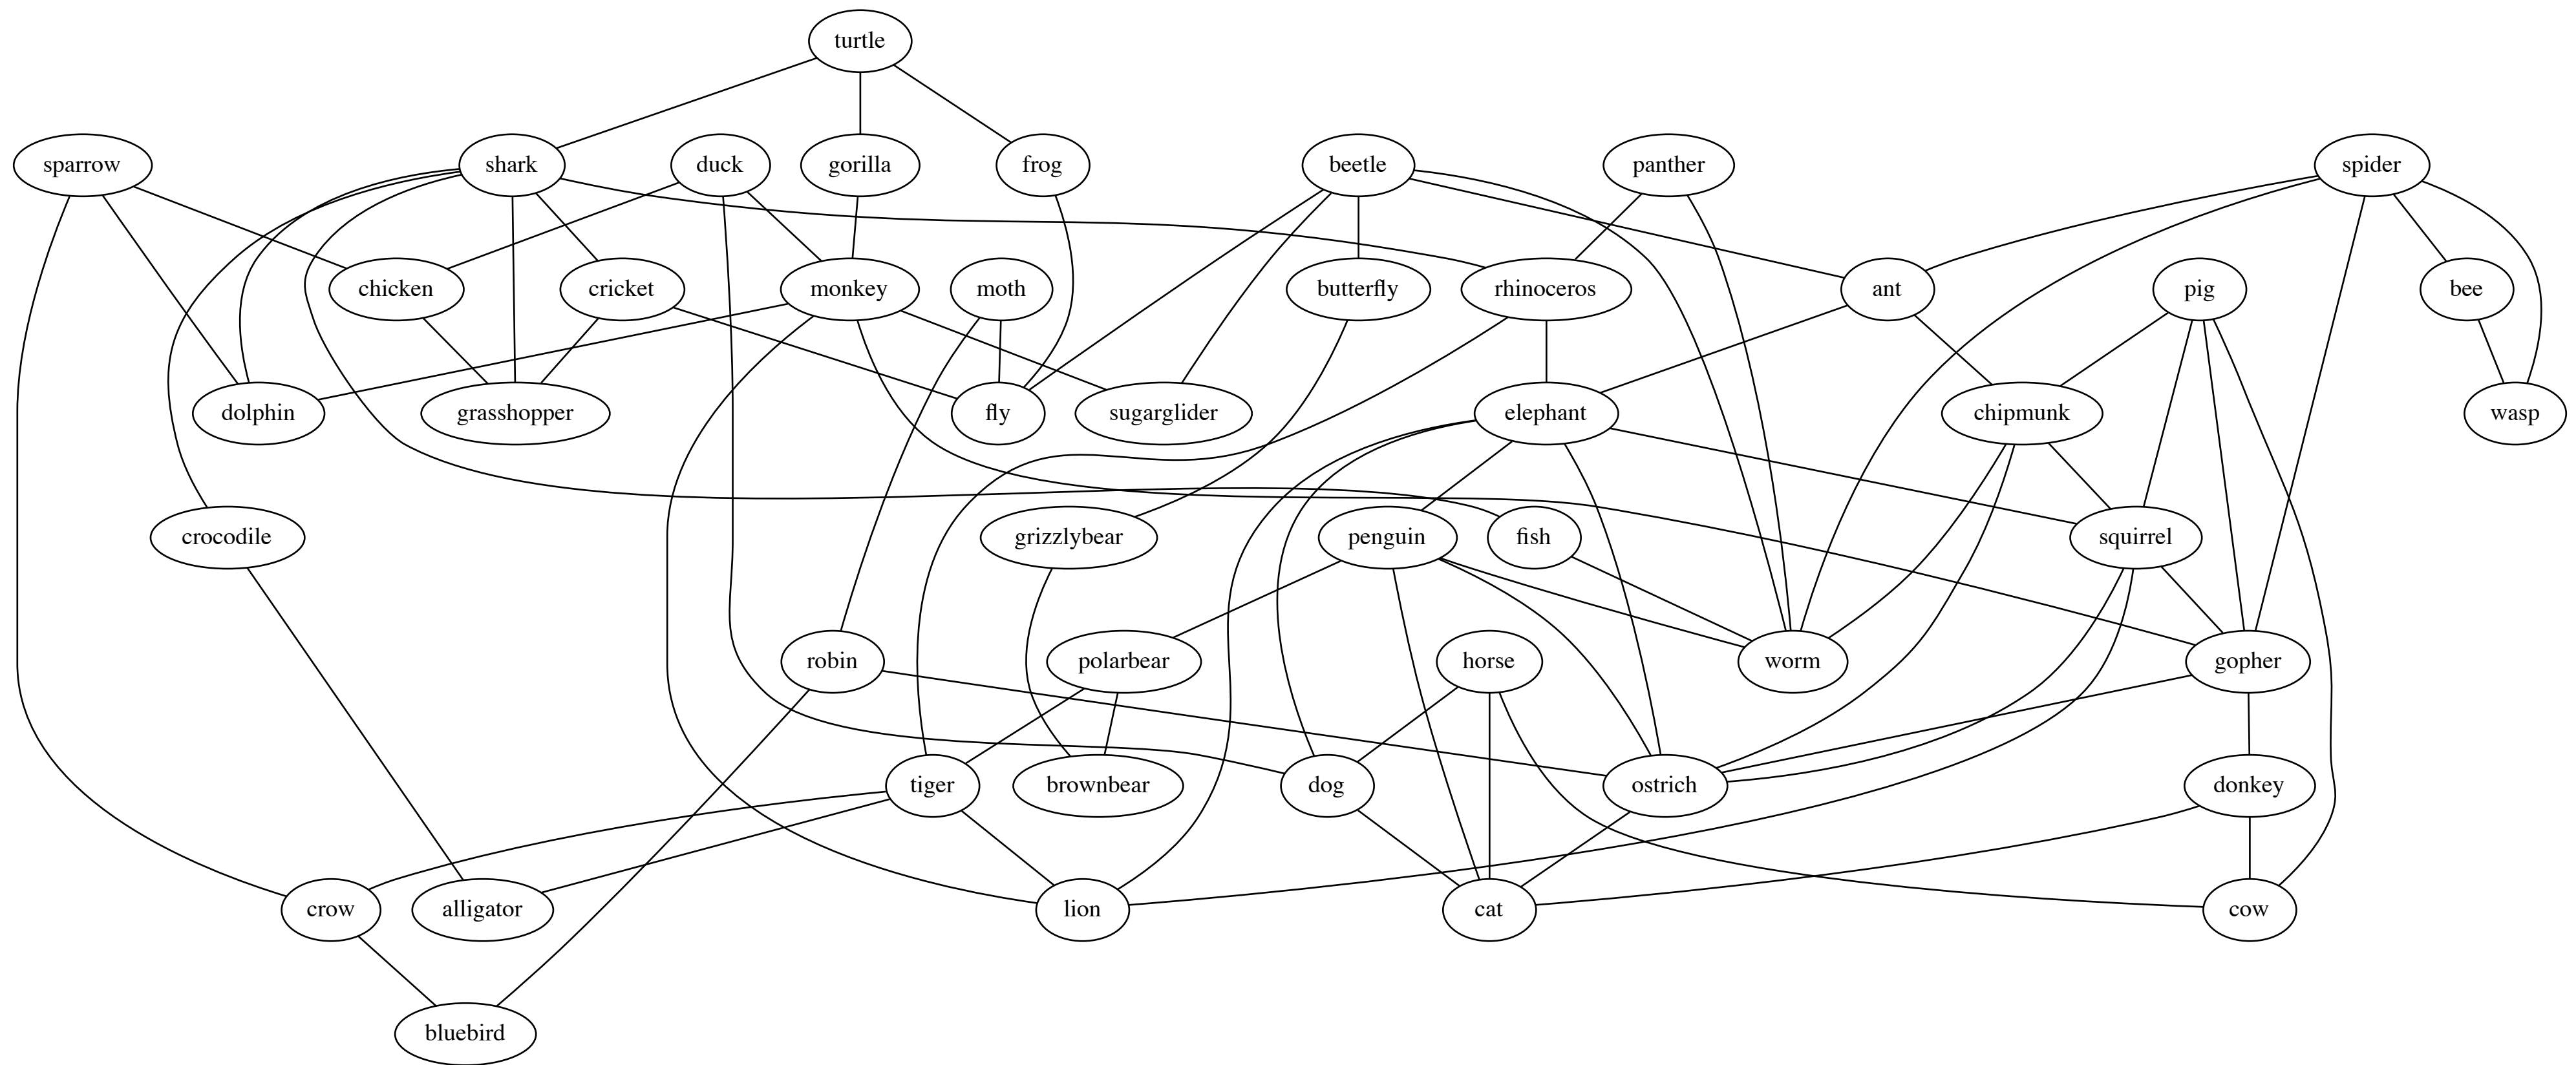 turtle
sparrow
shark
duck
gorilla
frog
beetle
panther
spider
chicken
cricket
monkey
moth
butterfly
rhinoceros
ant
pig
bee
dolphin
grasshopper
fly
sugarglider
elephant
chipmunk
wasp
crocodile
grizzlybear
penguin
fish
squirrel
robin
polarbear
horse
worm
gopher
tiger
brownbear
dog
ostrich
donkey
crow
alligator
lion
cat
cow
bluebird